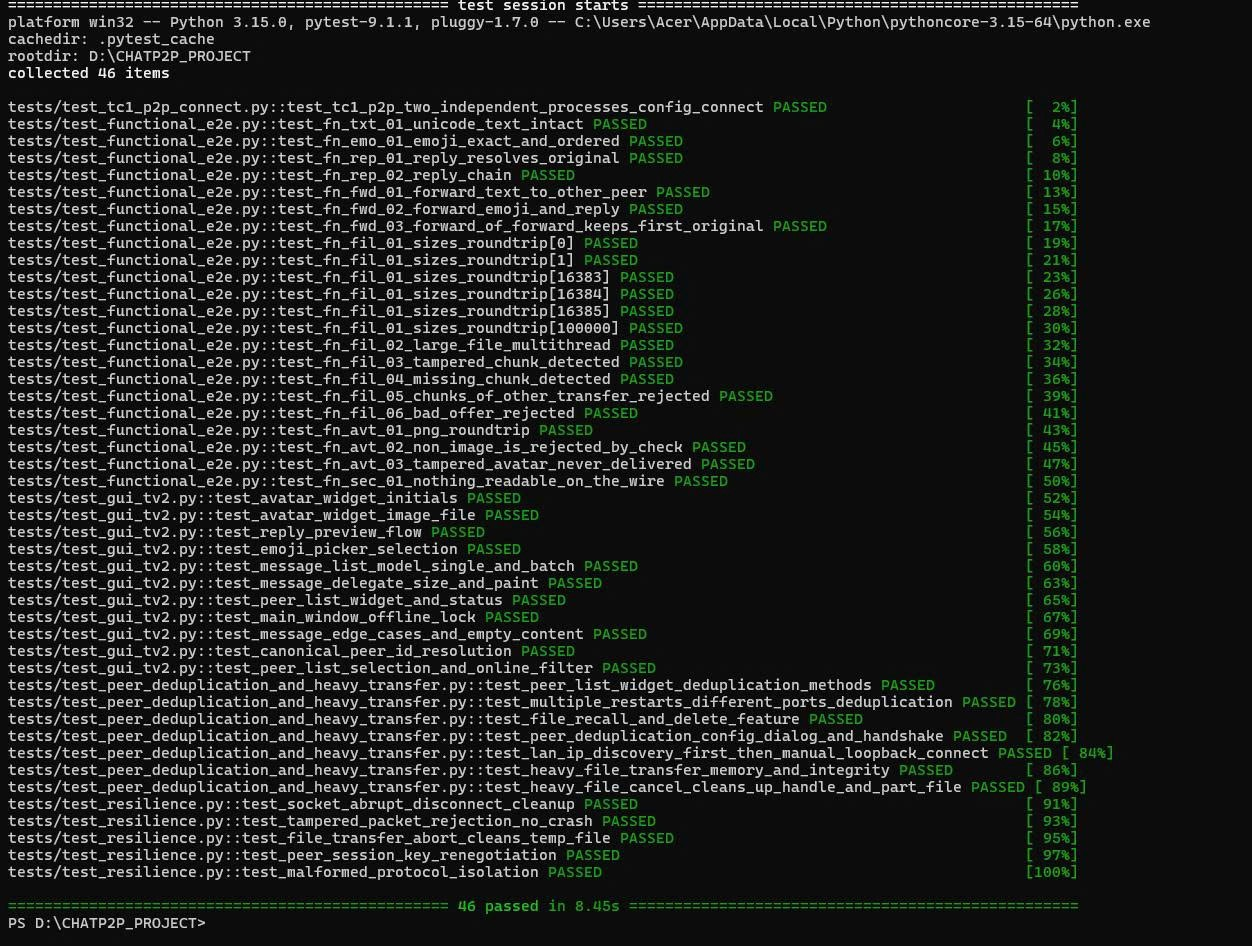 ================================================= test session starts =================================================
platform win32 -- Python 3.15.0, pytest-9.1.1, pluggy-1.7.0 -- C:\Users\Acer\AppData\Local\Python\pythoncore-3.15-64\python.exe
cachedir: .pytest_cache
rootdir: D:\CHATP2P_PROJECT
collected 46 items
tests/test_tc1_p2p_connect.py::test_tc1_p2p_two_independent_processes_config_connect PASSED [  2%]
tests/test_functional_e2e.py::test_fn_txt_01_unicode_text_intact PASSED [  4%]
tests/test_functional_e2e.py::test_fn_emo_01_emoji_exact_and_ordered PASSED [  6%]
tests/test_functional_e2e.py::test_fn_rep_01_reply_resolves_original PASSED [  8%]
tests/test_functional_e2e.py::test_fn_rep_02_reply_chain PASSED [ 10%]
tests/test_functional_e2e.py::test_fn_fwd_01_forward_text_to_other_peer PASSED [ 13%]
tests/test_functional_e2e.py::test_fn_fwd_02_forward_emoji_and_reply PASSED [ 15%]
tests/test_functional_e2e.py::test_fn_fwd_03_forward_of_forward_keeps_first_original PASSED [ 17%]
tests/test_functional_e2e.py::test_fn_fil_01_sizes_roundtrip[0] PASSED [ 19%]
tests/test_functional_e2e.py::test_fn_fil_01_sizes_roundtrip[1] PASSED [ 21%]
tests/test_functional_e2e.py::test_fn_fil_01_sizes_roundtrip[16383] PASSED [ 23%]
tests/test_functional_e2e.py::test_fn_fil_01_sizes_roundtrip[16384] PASSED [ 26%]
tests/test_functional_e2e.py::test_fn_fil_01_sizes_roundtrip[16385] PASSED [ 28%]
tests/test_functional_e2e.py::test_fn_fil_01_sizes_roundtrip[100000] PASSED [ 30%]
tests/test_functional_e2e.py::test_fn_fil_02_large_file_multithread PASSED [ 32%]
tests/test_functional_e2e.py::test_fn_fil_03_tampered_chunk_detected PASSED [ 34%]
tests/test_functional_e2e.py::test_fn_fil_04_missing_chunk_detected PASSED [ 36%]
tests/test_functional_e2e.py::test_fn_fil_05_chunks_of_other_transfer_rejected PASSED [ 39%]
tests/test_functional_e2e.py::test_fn_fil_06_bad_offer_rejected PASSED [ 41%]
tests/test_functional_e2e.py::test_fn_avt_01_png_roundtrip PASSED [ 43%]
tests/test_functional_e2e.py::test_fn_avt_02_non_image_is_rejected_by_check PASSED [ 45%]
tests/test_functional_e2e.py::test_fn_avt_03_tampered_avatar_never_delivered PASSED [ 47%]
tests/test_functional_e2e.py::test_fn_sec_01_nothing_readable_on_the_wire PASSED [ 50%]
tests/test_gui_tv2.py::test_avatar_widget_initials PASSED [ 52%]
tests/test_gui_tv2.py::test_avatar_widget_image_file PASSED [ 54%]
tests/test_gui_tv2.py::test_reply_preview_flow PASSED [ 56%]
tests/test_gui_tv2.py::test_emoji_picker_selection PASSED [ 58%]
tests/test_gui_tv2.py::test_message_list_model_single_and_batch PASSED [ 60%]
tests/test_gui_tv2.py::test_message_delegate_size_and_paint PASSED [ 63%]
tests/test_gui_tv2.py::test_peer_list_widget_and_status PASSED [ 65%]
tests/test_gui_tv2.py::test_main_window_offline_lock PASSED [ 67%]
tests/test_gui_tv2.py::test_message_edge_cases_and_empty_content PASSED [ 69%]
tests/test_gui_tv2.py::test_canonical_peer_id_resolution PASSED [ 71%]
tests/test_gui_tv2.py::test_peer_list_selection_and_online_filter PASSED [ 73%]
tests/test_peer_deduplication_and_heavy_transfer.py::test_peer_list_widget_deduplication_methods PASSED [ 76%]
tests/test_peer_deduplication_and_heavy_transfer.py::test_multiple_restarts_different_ports_deduplication PASSED [ 78%]
tests/test_peer_deduplication_and_heavy_transfer.py::test_file_recall_and_delete_feature PASSED [ 80%]
tests/test_peer_deduplication_and_heavy_transfer.py::test_peer_deduplication_config_dialog_and_handshake PASSED [ 82%]
tests/test_peer_deduplication_and_heavy_transfer.py::test_lan_ip_discovery_first_then_manual_loopback_connect PASSED [ 84%]
tests/test_peer_deduplication_and_heavy_transfer.py::test_heavy_file_transfer_memory_and_integrity PASSED [ 86%]
tests/test_peer_deduplication_and_heavy_transfer.py::test_heavy_file_cancel_cleans_up_handle_and_part_file PASSED [ 89%]
tests/test_resilience.py::test_socket_abrupt_disconnect_cleanup PASSED [ 91%]
tests/test_resilience.py::test_tampered_packet_rejection_no_crash PASSED [ 93%]
tests/test_resilience.py::test_file_transfer_abort_cleans_temp_file PASSED [ 95%]
tests/test_resilience.py::test_peer_session_key_renegotiation PASSED [ 97%]
tests/test_resilience.py::test_malformed_protocol_isolation PASSED [100%]
================================================= 46 passed in 8.45s ==================================================
PS D:\CHATP2P_PROJECT>